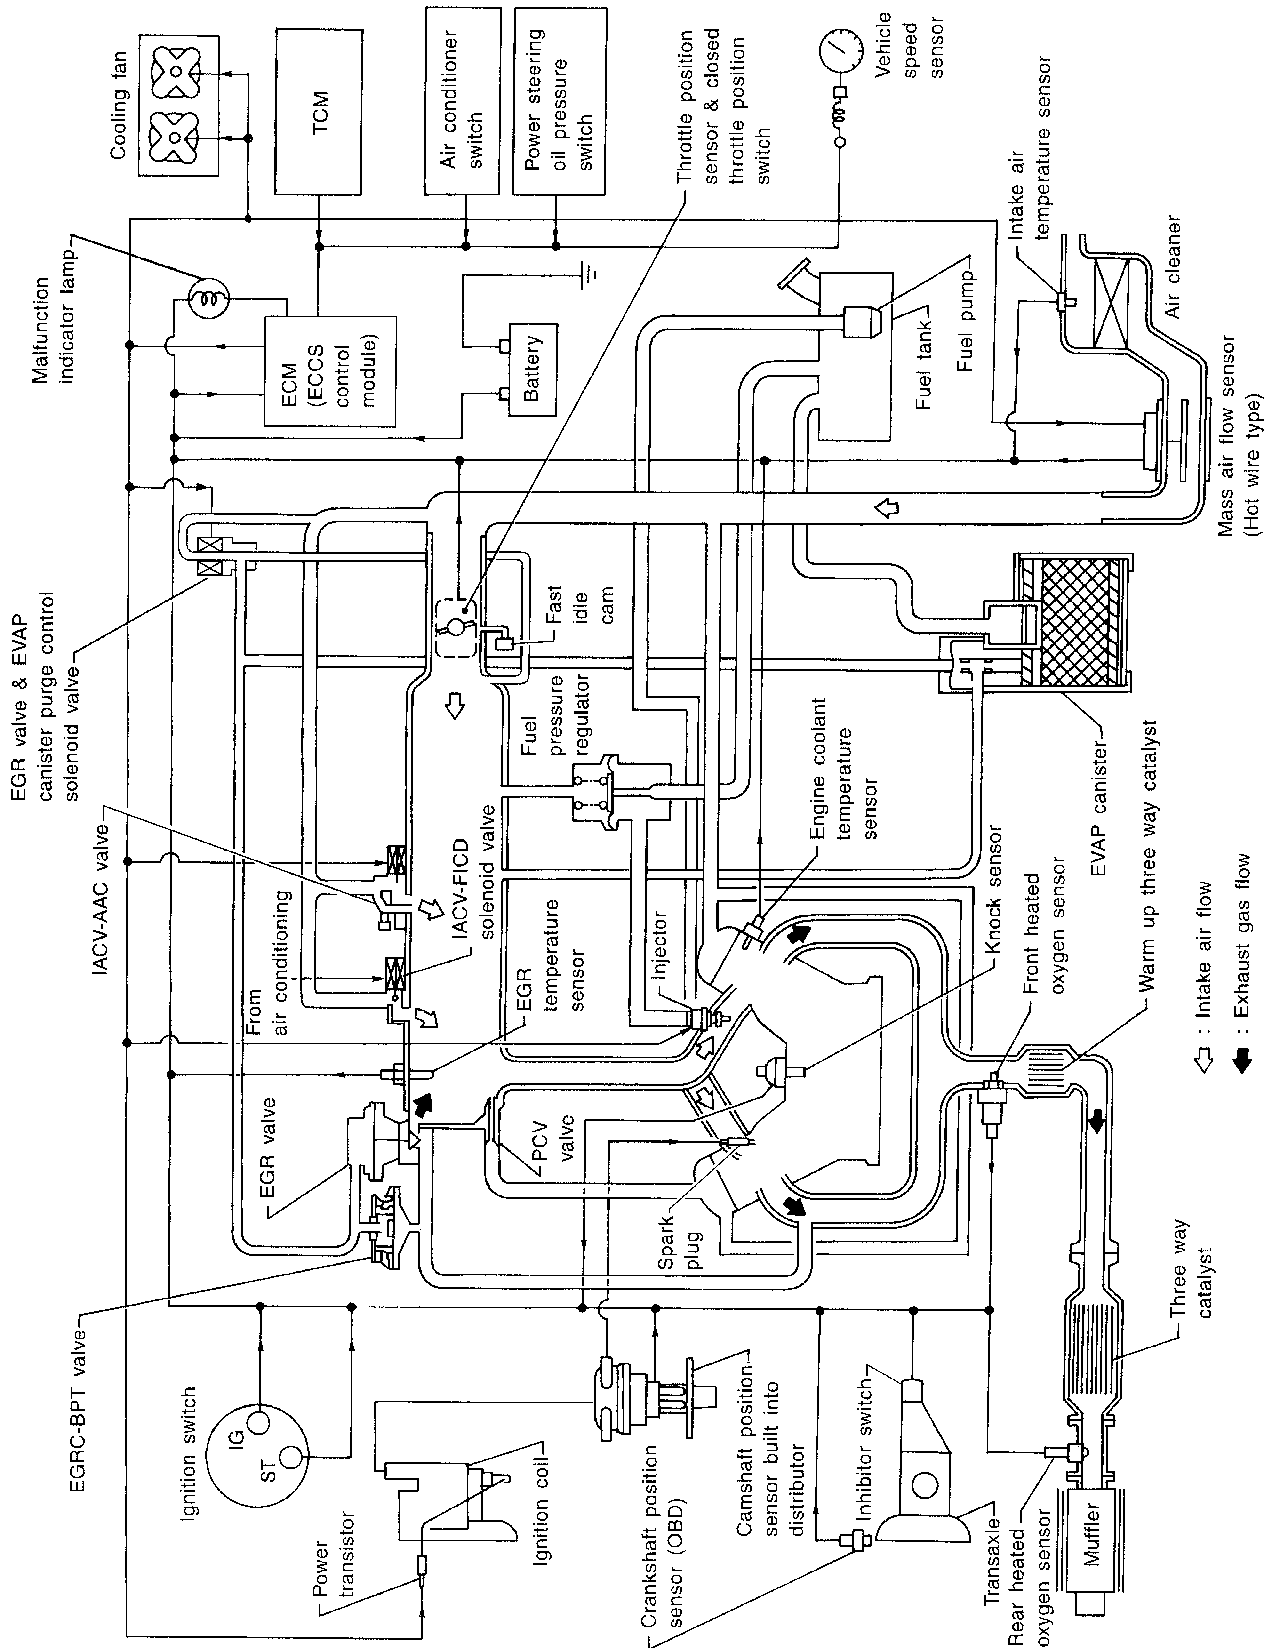 Cooling fan
TCM
Air conditioner
switch
Power steering
oil pressure
switch
Throttle position
sensor & closed
throttle position
switch
Vehicle
speed
sensor
Malfunction
indicator lamp
ECM
(ECCS
control
module)
Battery
Fuel tank
Fuel pump
Intake air
temperature sensor
Air cleaner
Mass air flow sensor
(Hot wire type)
EGR valve & EVAP
canister purge control
solenoid valve
IACV-AAC valve
From
air conditioning
IACV-FICD
solenoid valve
Fast
idle
cam
Fuel
pressure
regulator
Engine coolant
temperature
sensor
EVAP canister
EGR valve
EGR
temperature
sensor
Injector
Knock sensor
Front heated
oxygen sensor
Warm up three way catalyst
: Intake air flow
: Exhaust gas flow
PCV
valve
Spark
plug
EGRC-BPT valve
Ignition switch
IG
ST
Power
transistor
Ignition coil
Crankshaft position
sensor (OBD)
Camshaft position
sensor built into
distributor
Inhibitor switch
Transaxle
Rear heated
oxygen sensor
Muffler
Three way
catalyst